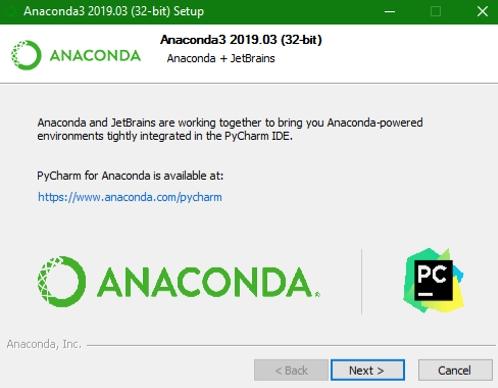 Anaconda3 2019.03 (32-bit) Setup
Anaconda3 2019.03 (32-bit)
Anaconda + JetBrains
ANACONDA
Anaconda and JetBrains are working together to bring you Anaconda-powered
environments tightly integrated in the PyCharm IDE.
PyCharm for Anaconda is available at:
https://www.anaconda.com/pycharm
ANACONDA®
PC
Anaconda, Inc.
< Back Next > Cancel